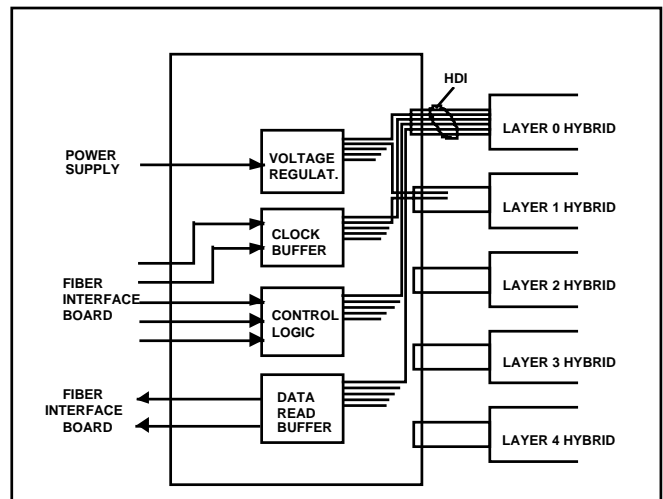 HDI
LAYER 0 HYBRID
POWER
SUPPLY
VOLTAGE
REGULAT.
LAYER 1 HYBRID
CLOCK
BUFFER
FIBER
INTERFACE
BOARD
LAYER 2 HYBRID
CONTROL
LOGIC
LAYER 3 HYBRID
FIBER
INTERFACE
BOARD
DATA
READ
BUFFER
LAYER 4 HYBRID